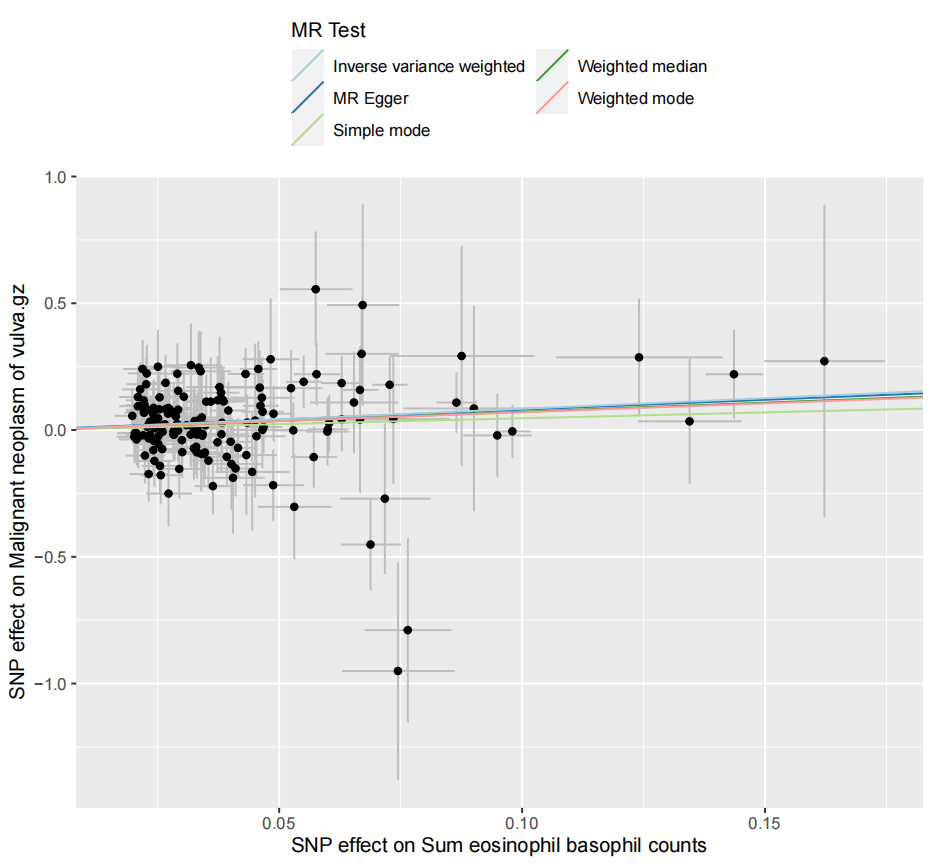 MR Test
Inverse variance weighted
Weighted median
MR Egger
Weighted mode
Simple mode
SNP effect on Malignant neoplasm of vulva.gz
1.0
0.5
0.0
−0.5
−1.0
0.05
0.10
0.15
SNP effect on Sum eosinophil basophil counts